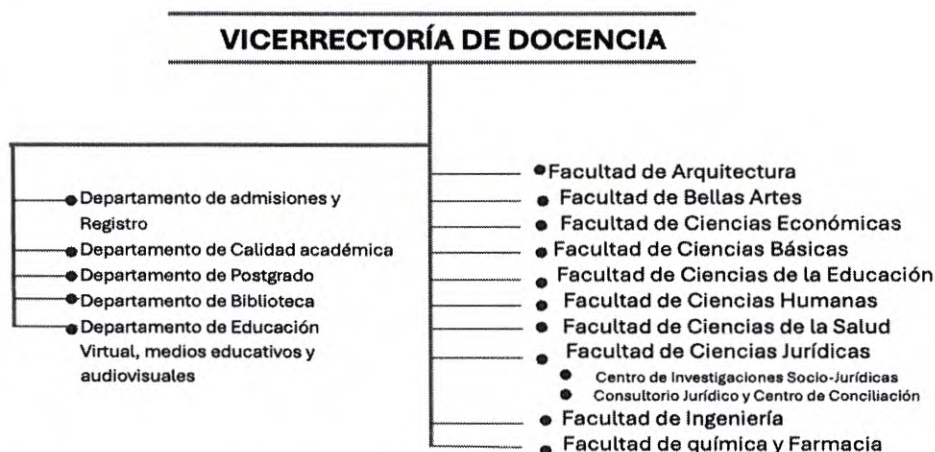 VICERRECTORÍA DE DOCENCIA
Departamento de admisiones y
Registro
Departamento de Calidad académica
Departamento de Postgrado
Departamento de Biblioteca
Departamento de Educación
Virtual, medios educativos y
audiovisuales
Facultad de Arquitectura
Facultad de Bellas Artes
Facultad de Ciencias Económicas
Facultad de Ciencias Básicas
Facultad de Ciencias de la Educación
Facultad de Ciencias Humanas
Facultad de Ciencias de la Salud
Facultad de Ciencias Jurídicas
Centro de Investigaciones Socio-Jurídicas
Consultorio Jurídico y Centro de Conciliación
Facultad de Ingeniería
Facultad de química y Farmacia